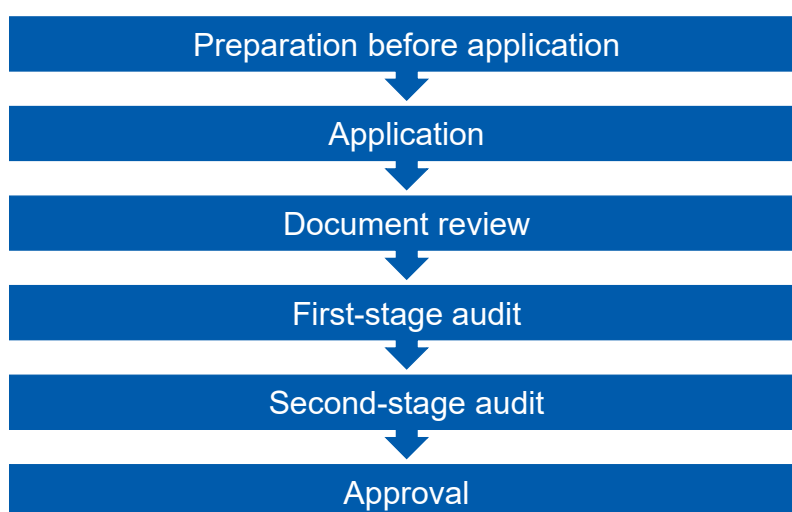 Preparation before application
Application
Document review
First-stage audit
Second-stage audit
Approval